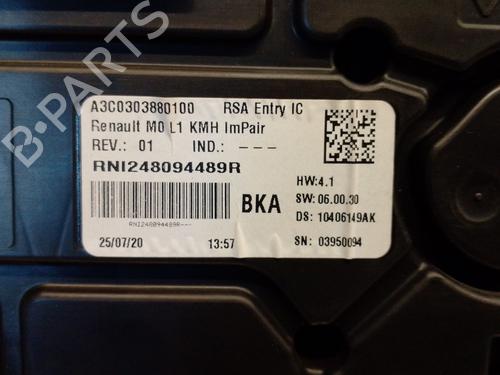 A3C0303880100 RSA Entry IC
Renault M0 L1 KMH ImPair
REV.: 01 IND.: ---
RNI248094489R
HW:4.1
BKA
SW: 06.00.30
DS: 10406149AK
RNI248094489R---
25/07/20 13:57
SN: 03950094
B-PARTS